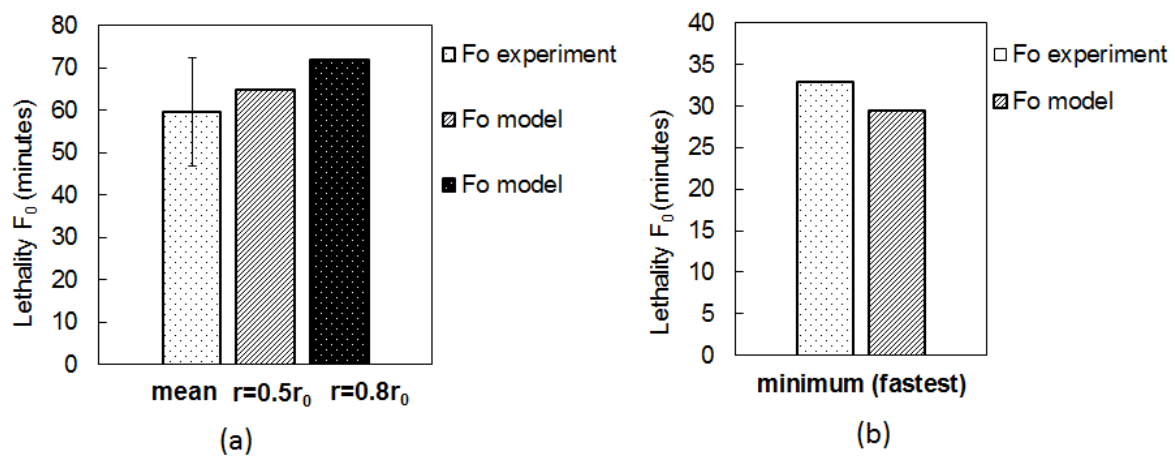 80
70
60
50
40
30
20
10
0
Lethality F₀ (minutes)
mean r=0.5r₀ r=0.8r₀
Fo experiment
Fo model
Fo model
(a)
40
35
30
25
20
15
10
5
0
Lethality F₀ (minutes)
minimum (fastest)
Fo experiment
Fo model
(b)